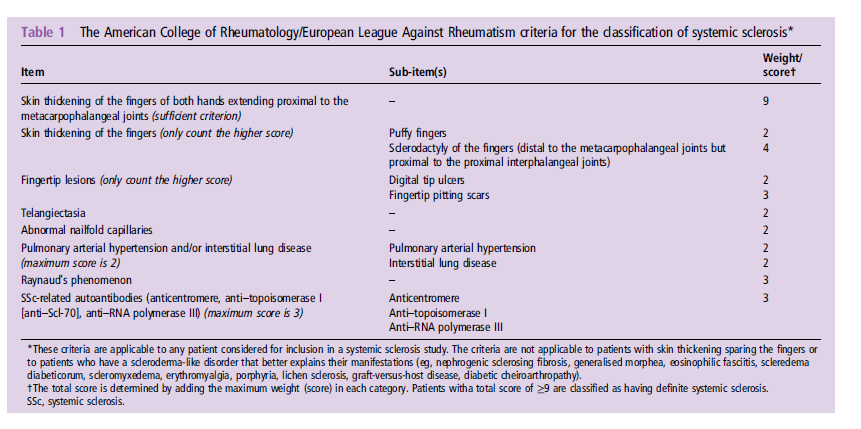 Table 1 The American College of Rheumatology/European League Against Rheumatism criteria for the classification of systemic sclerosis*
Item Sub-item(s) Weight/
score†
Skin thickening of the fingers of both hands extending proximal to the – 9
metacarpophalangeal joints (sufficient criterion)
Skin thickening of the fingers (only count the higher score) Puffy fingers 2
Sclerodactyly of the fingers (distal to the metacarpophalangeal joints but 4
proximal to the proximal interphalangeal joints)
Fingertip lesions (only count the higher score) Digital tip ulcers 2
Fingertip pitting scars 3
Telangiectasia – 2
Abnormal nailfold capillaries – 2
Pulmonary arterial hypertension and/or interstitial lung disease Pulmonary arterial hypertension 2
(maximum score is 2) Interstitial lung disease 2
Raynaud's phenomenon – 3
SSc-related autoantibodies (anticentromere, anti–topoisomerase I Anticentromere 3
[anti–Scl-70], anti–RNA polymerase III) (maximum score is 3) Anti–topoisomerase I
Anti–RNA polymerase III
*These criteria are applicable to any patient considered for inclusion in a systemic sclerosis study. The criteria are not applicable to patients with skin thickening sparing the fingers or
to patients who have a scleroderma-like disorder that better explains their manifestations (eg, nephrogenic sclerosing fibrosis, generalised morphea, eosinophilic fasciitis, scleredema
diabeticorum, scleromyxedema, erythromyalgia, porphyria, lichen sclerosis, graft-versus-host disease, diabetic cheiroarthropathy).
†The total score is determined by adding the maximum weight (score) in each category. Patients witha total score of ≥9 are classified as having definite systemic sclerosis.
SSc, systemic sclerosis.